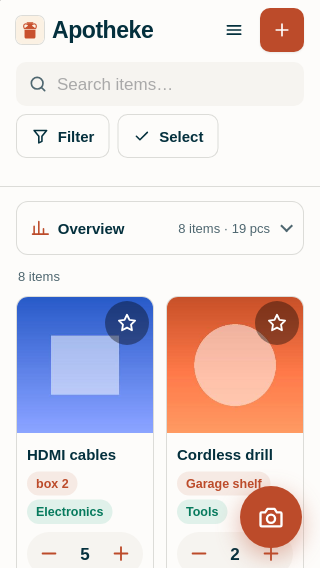 Apotheke
Search items…
Filter
Select
Overview
8 items · 19 pcs
8 items
HDMI cables
box 2
Electronics
5
Cordless drill
Garage shelf
Tools
2